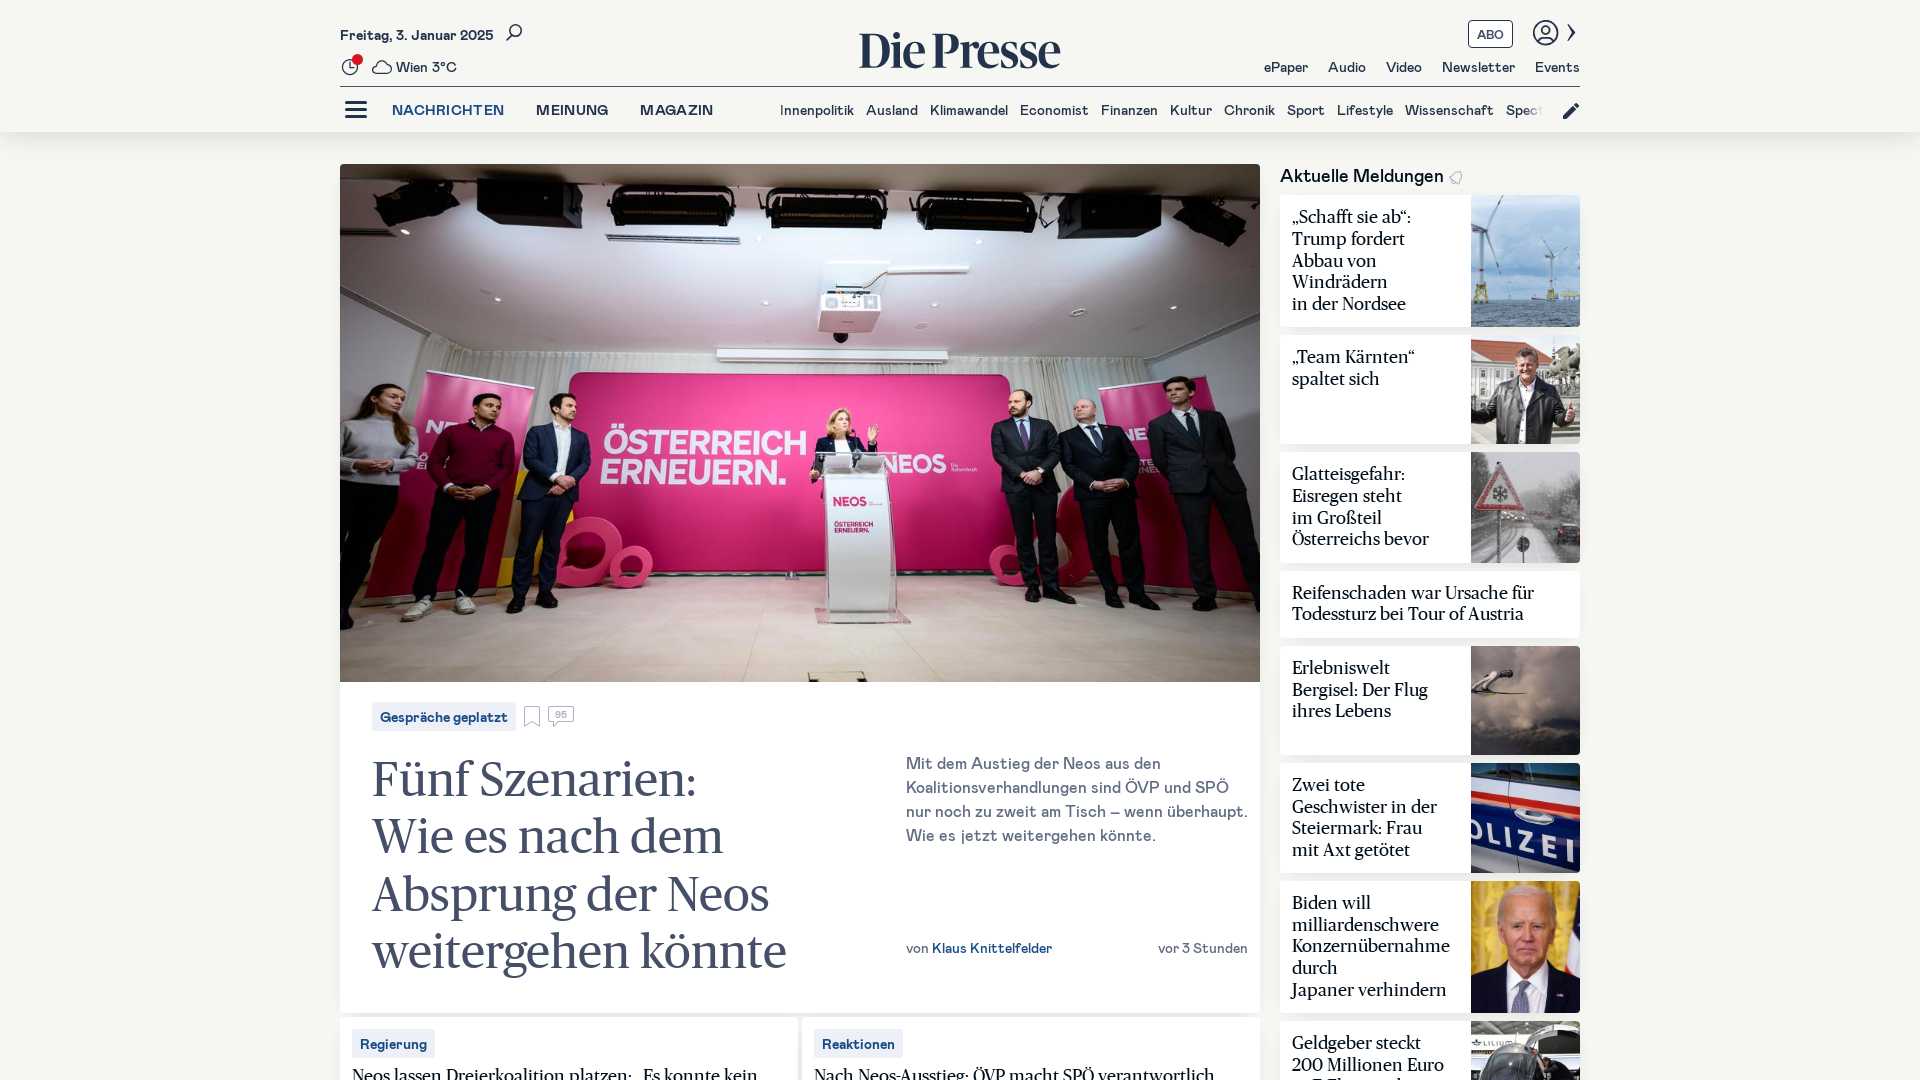 Freitag, 3. Januar 2025
Wien 3°C
Die Presse
ABO
ePaper Audio Video Newsletter Events
NACHRICHTEN MEINUNG MAGAZIN
Innenpolitik Ausland Klimawandel Economist Finanzen Kultur Chronik Sport Lifestyle Wissenschaft
ÖSTERREICH
ERNEUERN.
NEOS
NEOS
ÖSTERREICH
ERNEUERN.
Gespräche geplatzt
95
Fünf Szenarien:
Wie es nach dem
Absprung der Neos
weitergehen könnte
Mit dem Austieg der Neos aus den
Koalitionsverhandlungen sind ÖVP und SPÖ
nur noch zu zweit am Tisch – wenn überhaupt.
Wie es jetzt weitergehen könnte.
von Klaus Knittelfelder
vor 3 Stunden
Regierung
Neos lassen Dreierkoalition platzen: „Es konnte kein
Reaktionen
Nach Neos-Ausstieg: ÖVP macht SPÖ verantwortlich,
Aktuelle Meldungen
„Schafft sie ab“:
Trump fordert
Abbau von
Windrädern
in der Nordsee
„Team Kärnten“
spaltet sich
Glatteisgefahr:
Eisregen steht
im Großteil
Österreichs bevor
Reifenschaden war Ursache für
Todessturz bei Tour of Austria
Erlebniswelt
Bergisel: Der Flug
ihres Lebens
Zwei tote
Geschwister in der
Steiermark: Frau
mit Axt getötet
OLIZEI
Biden will
milliardenschwere
Konzernübernahme
durch
Japaner verhindern
Geldgeber steckt
200 Millionen Euro
LILIUM